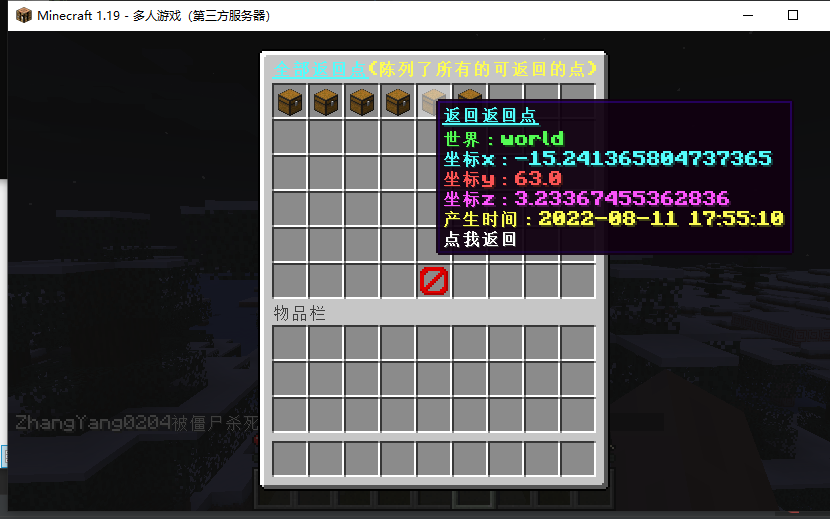 Minecraft 1.19 - 多人游戏（第三方服务器）
全部返回点(陈列了所有的可返回的点)
返回返回点
世界：world
坐标x：-15.241365804737365
坐标y：63.0
坐标z：3.23367455362836
产生时间：2022-08-11 17:55:10
点我返回
物品栏
ZhangYang0204被僵尸杀死